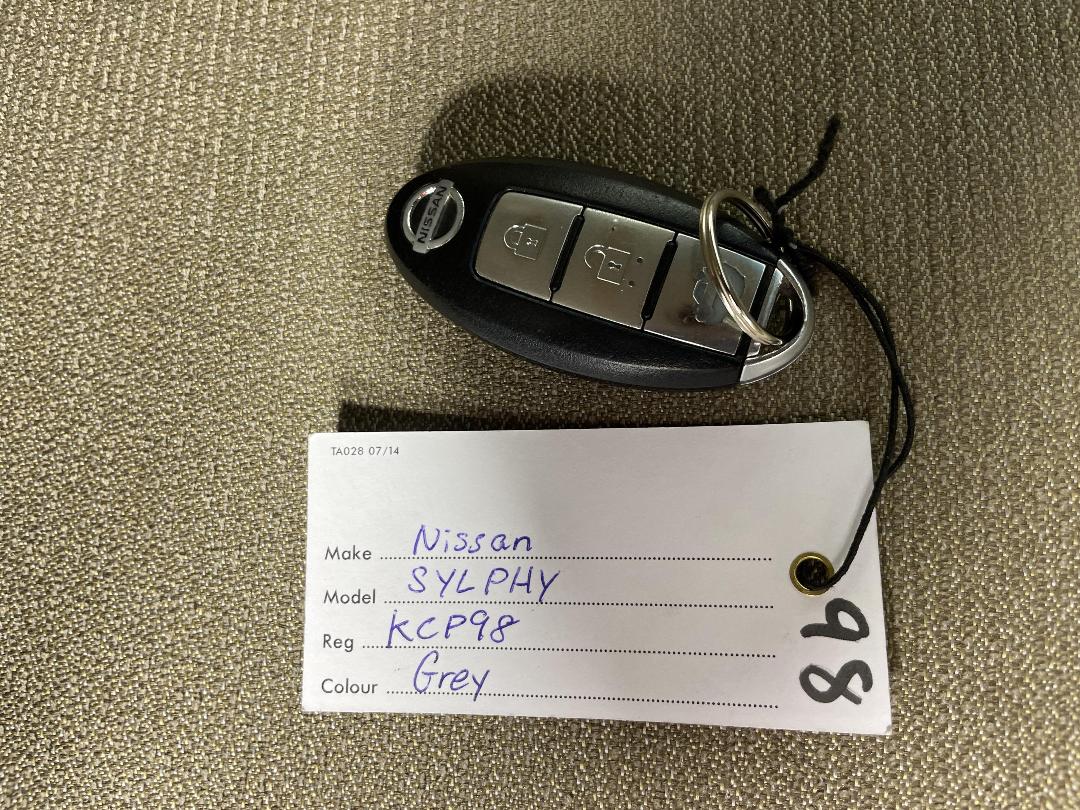 NISSAN
TA028 07/14
Make Nissan
Model SYLPHY
Reg KCP98
Colour Grey
98